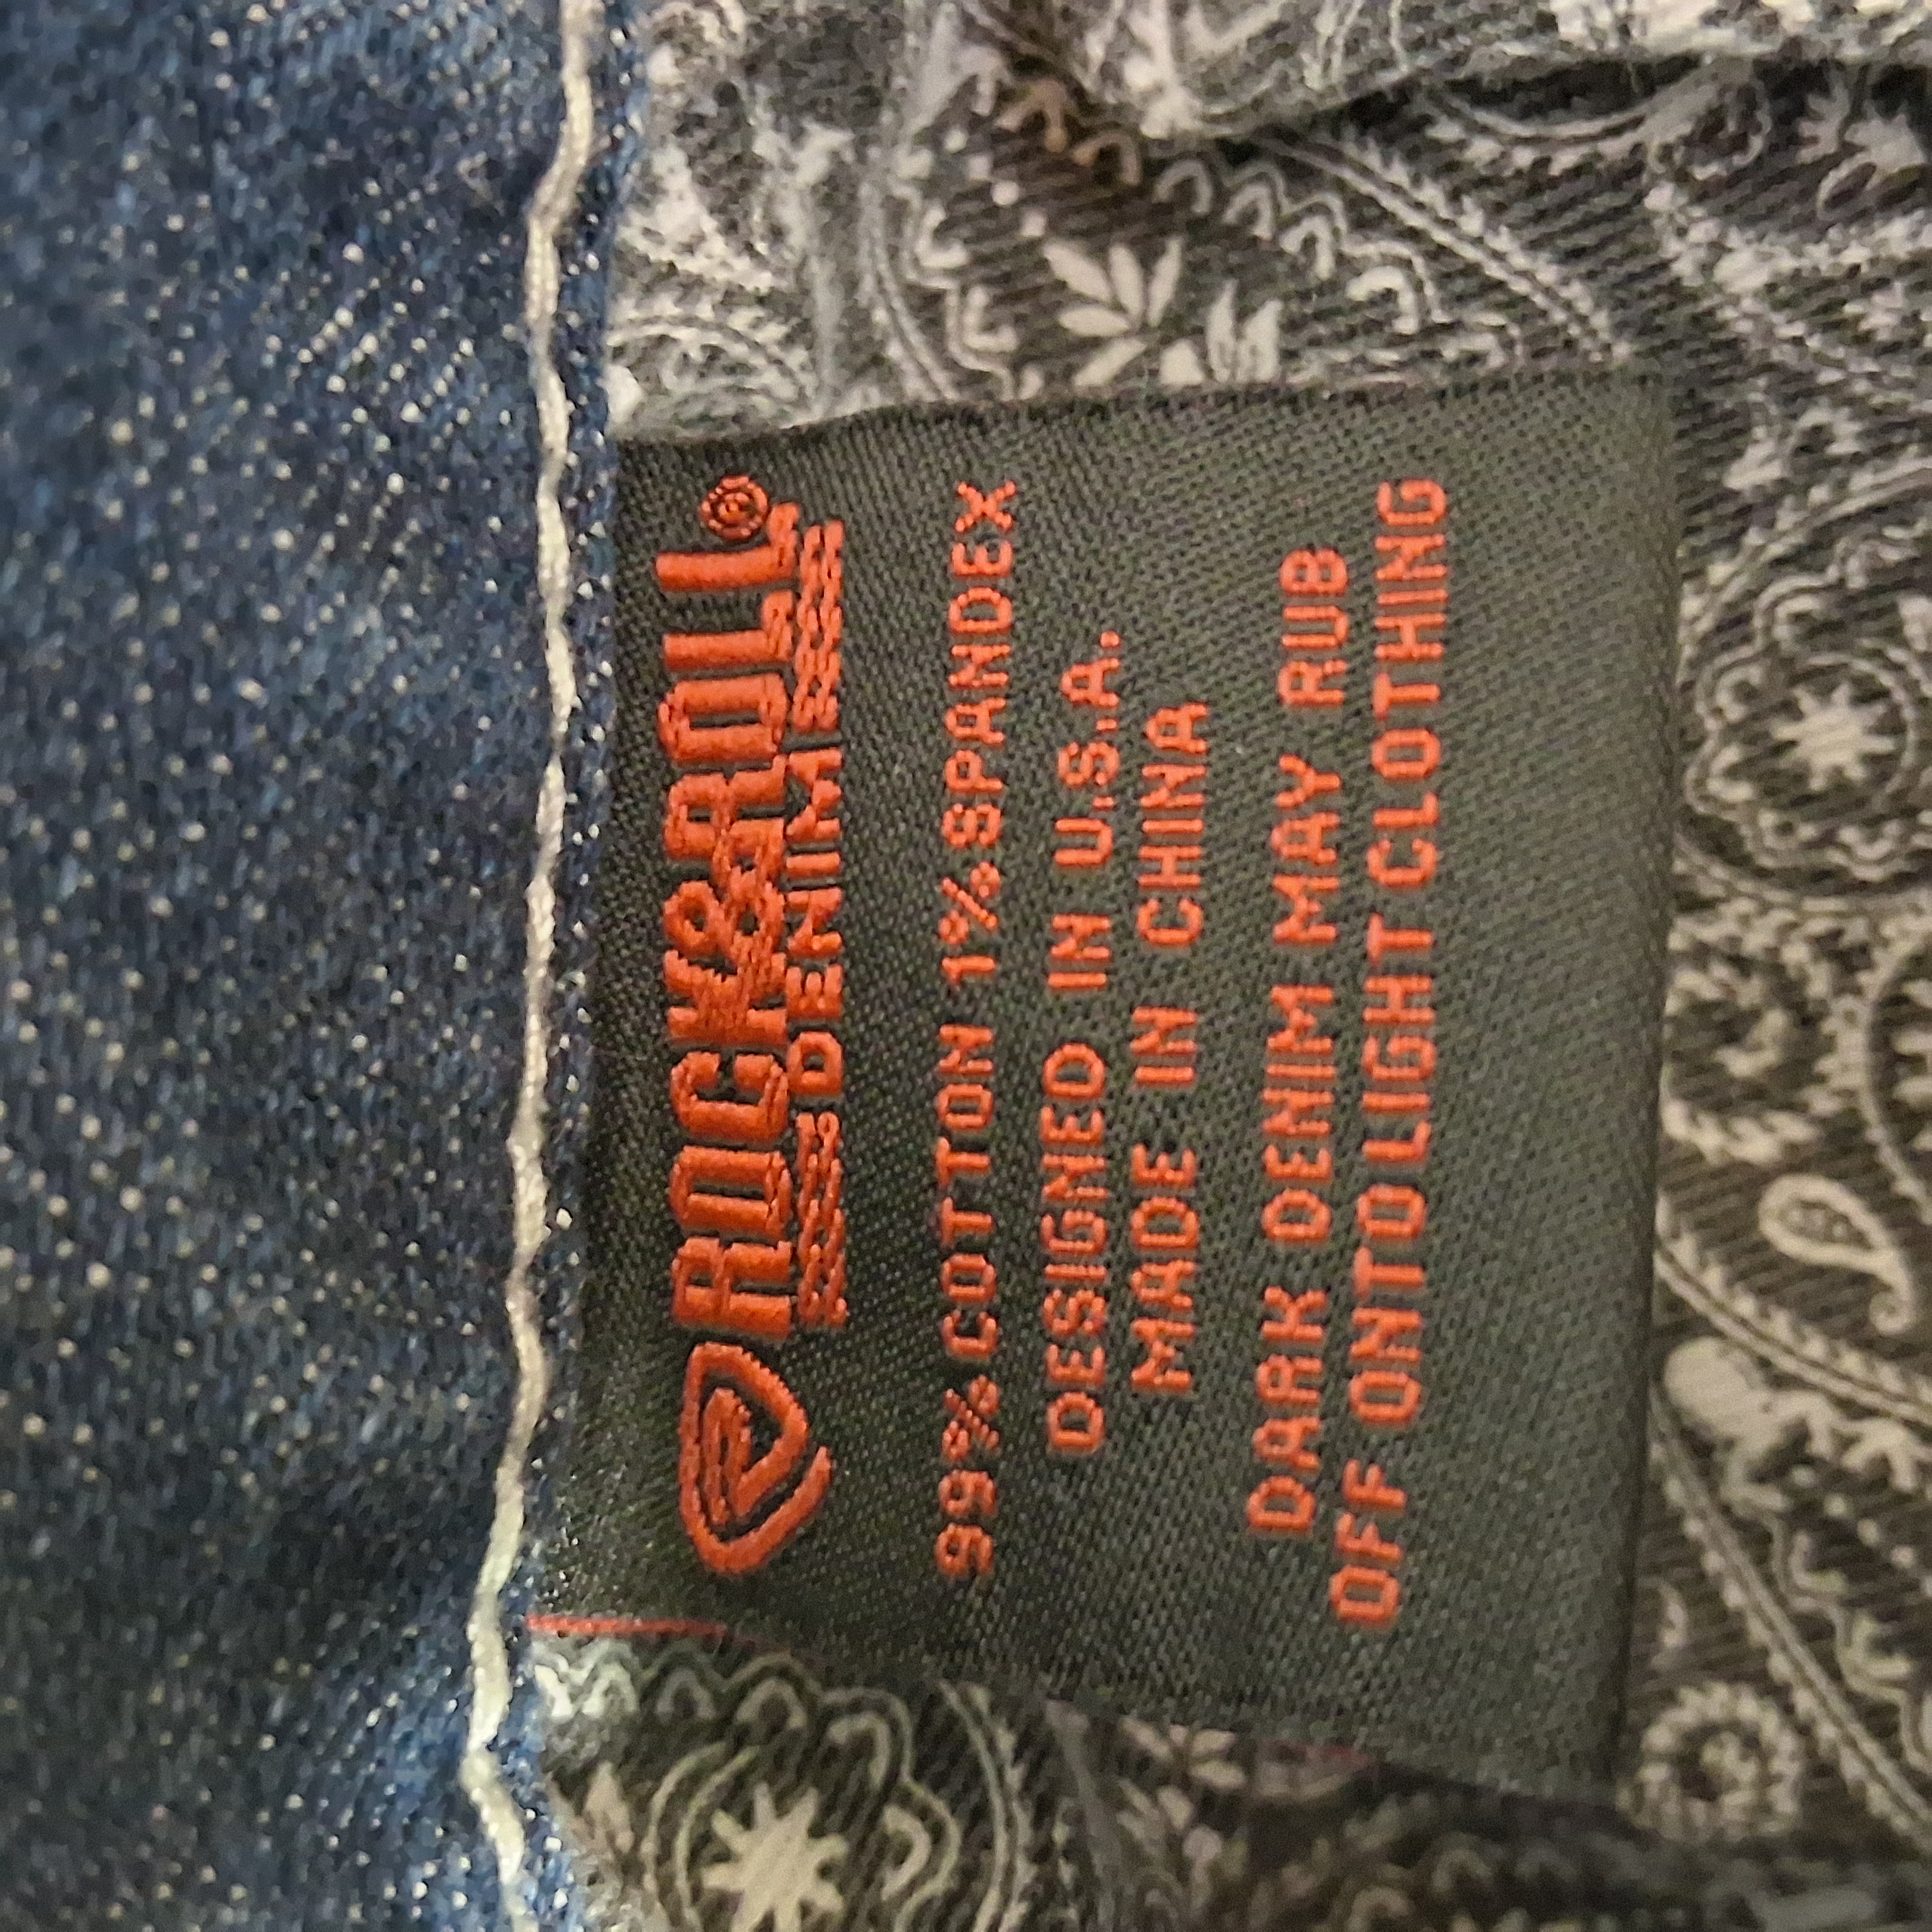 ROCK&ROLL®
DENIM
99% COTTON 1% SPANDEX
DESIGNED IN U.S.A.
MADE IN CHINA
DARK DENIM MAY RUB
OFF ONTO LIGHT CLOTHING